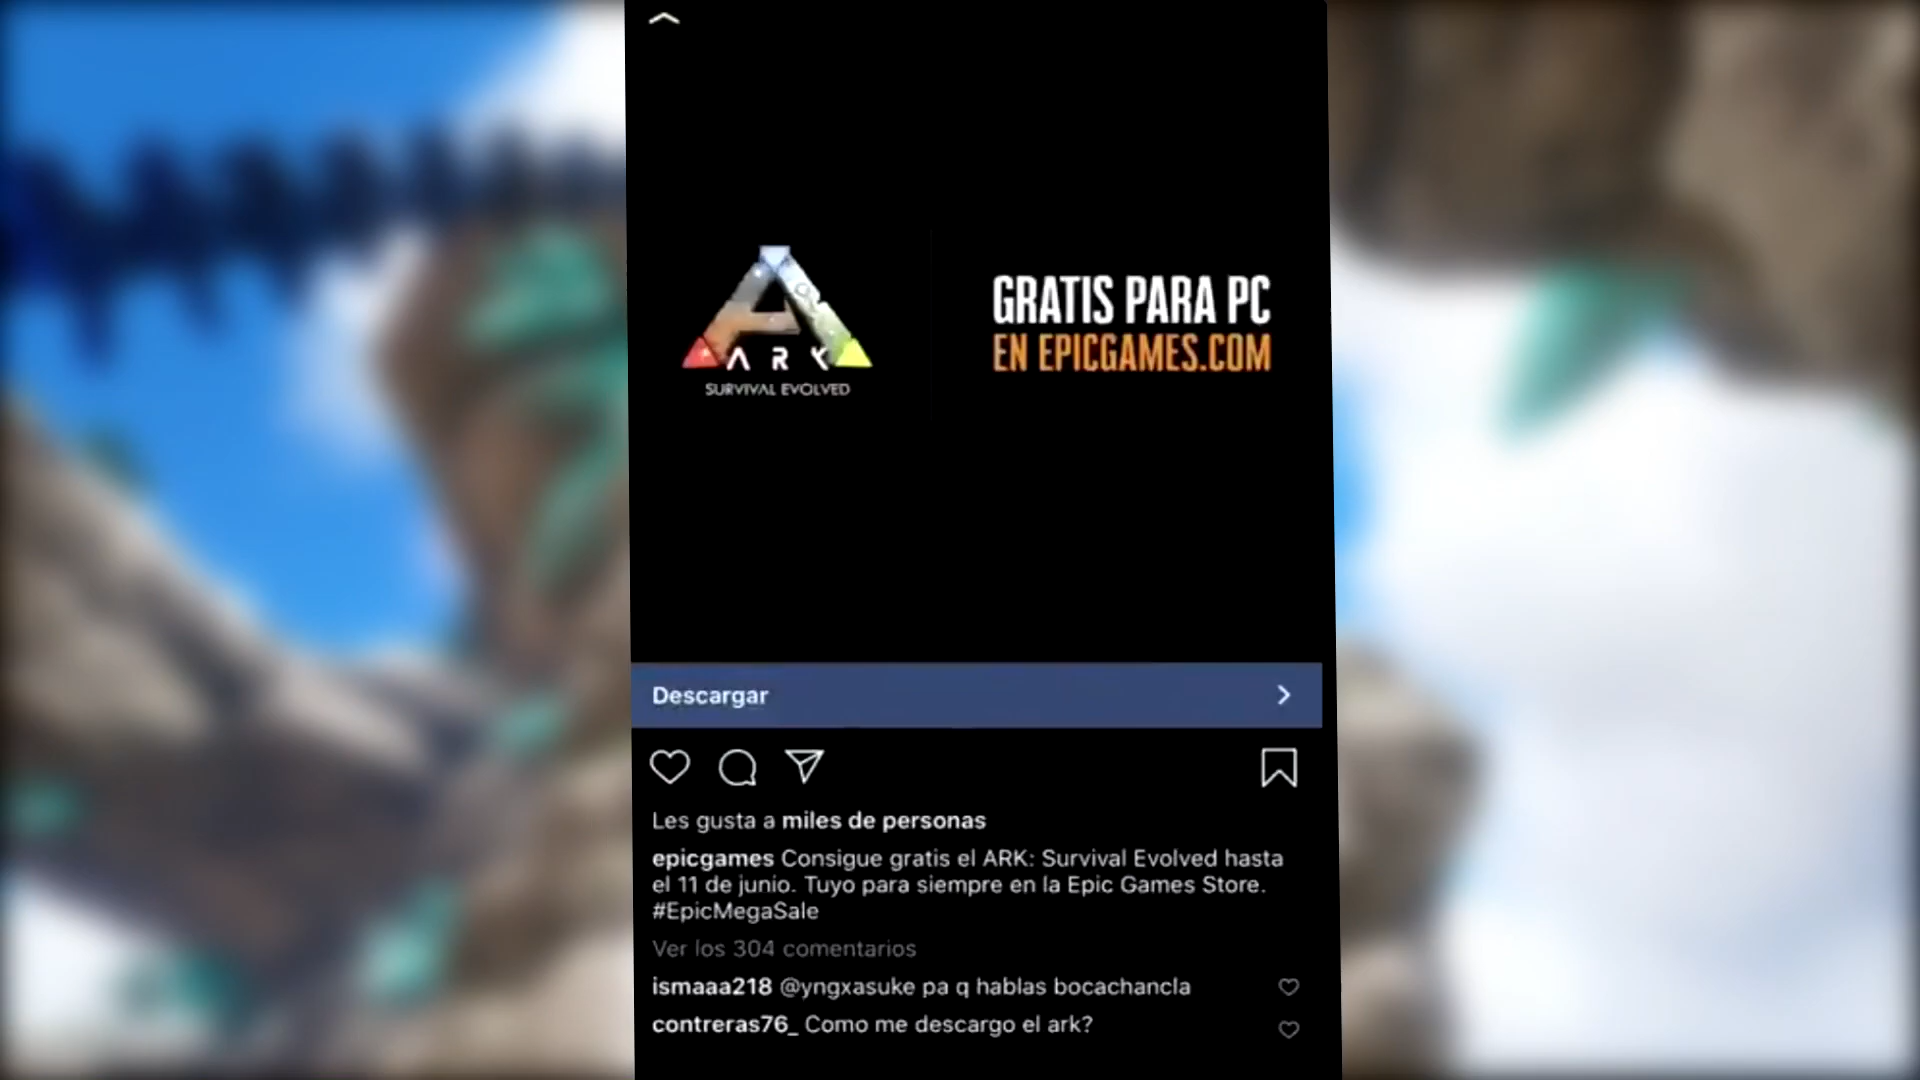 ARK
SURVIVAL EVOLVED
GRATIS PARA PC
EN EPICGAMES.COM
Descargar
Les gusta a miles de personas
epicgames Consigue gratis el ARK: Survival Evolved hasta
el 11 de junio. Tuyo para siempre en la Epic Games Store.
#EpicMegaSale
Ver los 304 comentarios
ismaaa218 @yngxasuke pa q hablas bocachancla
contreras76_ Como me descargo el ark?